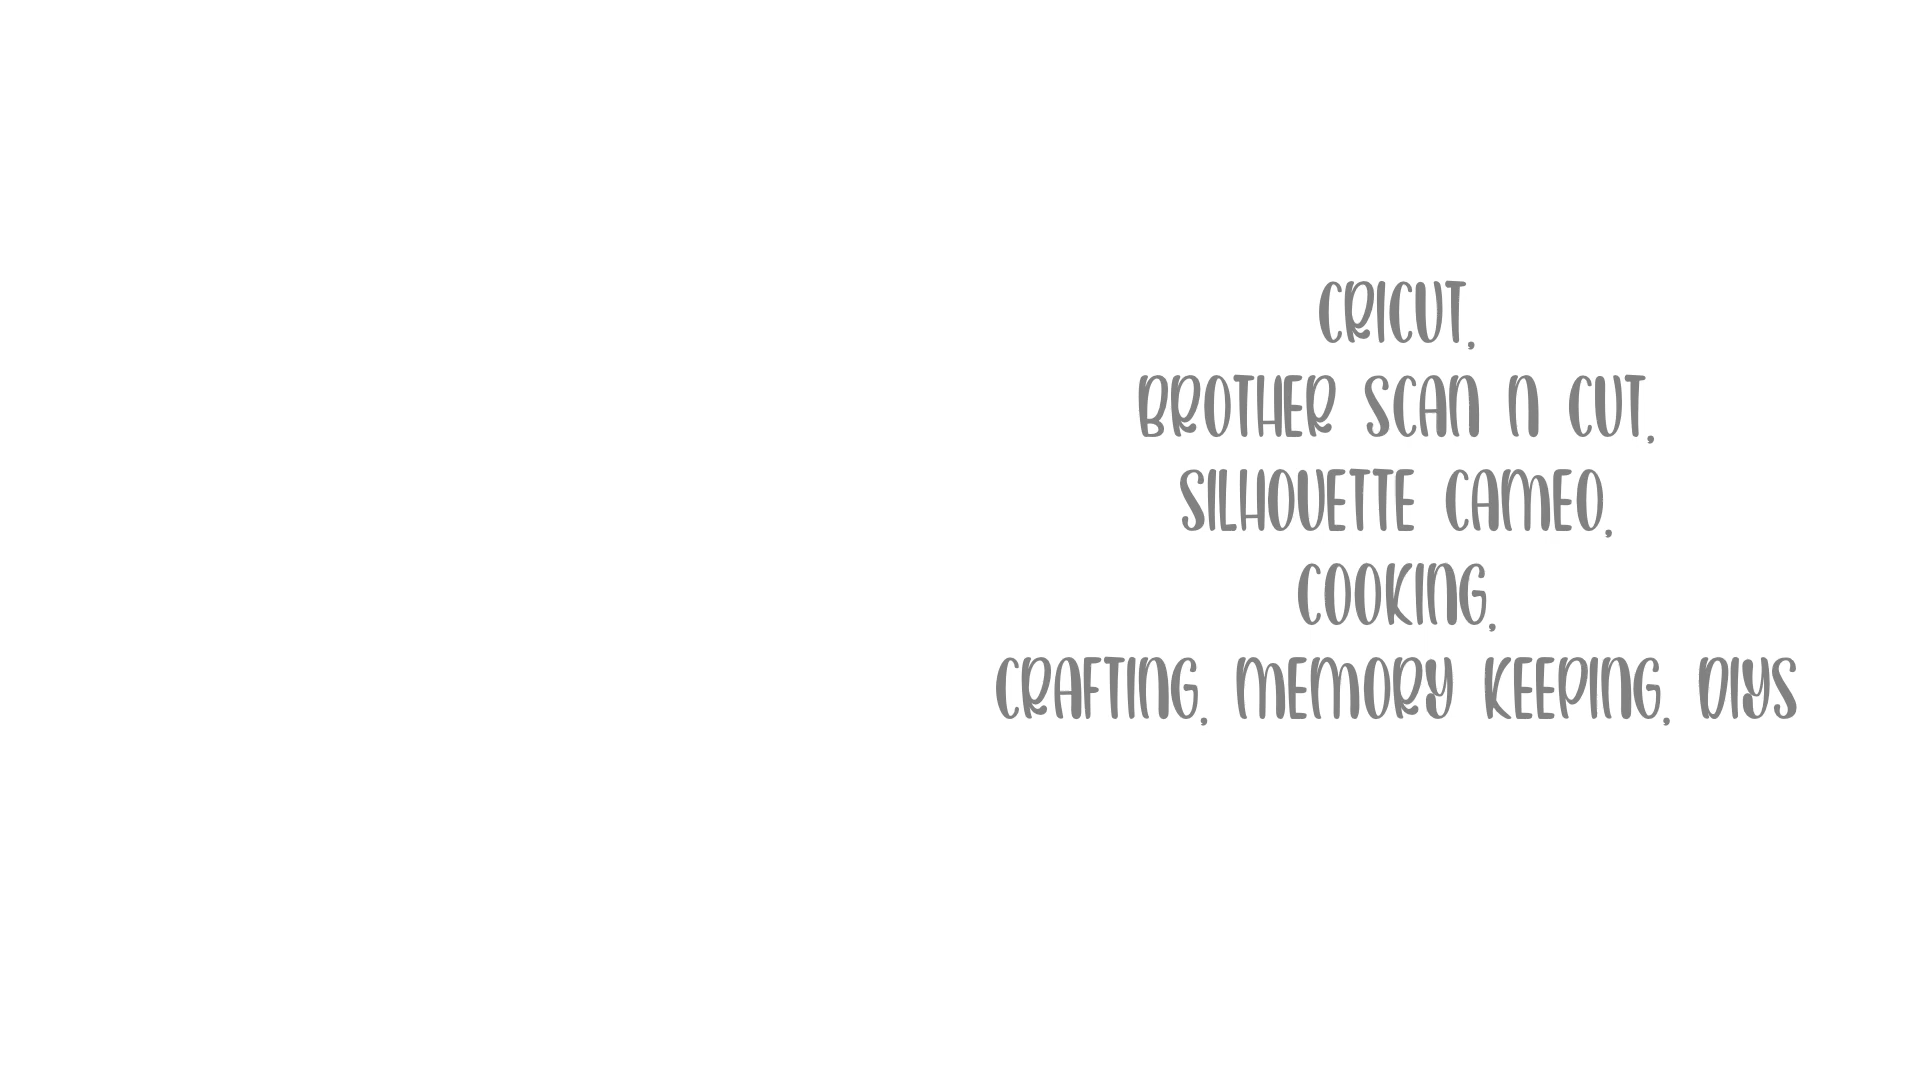 CRICUT,
BROTHER SCAN N CUT,
SILHOUETTE CAMEO,
COOKING,
CRAFTING, MEMORY KEEPING, DIYS